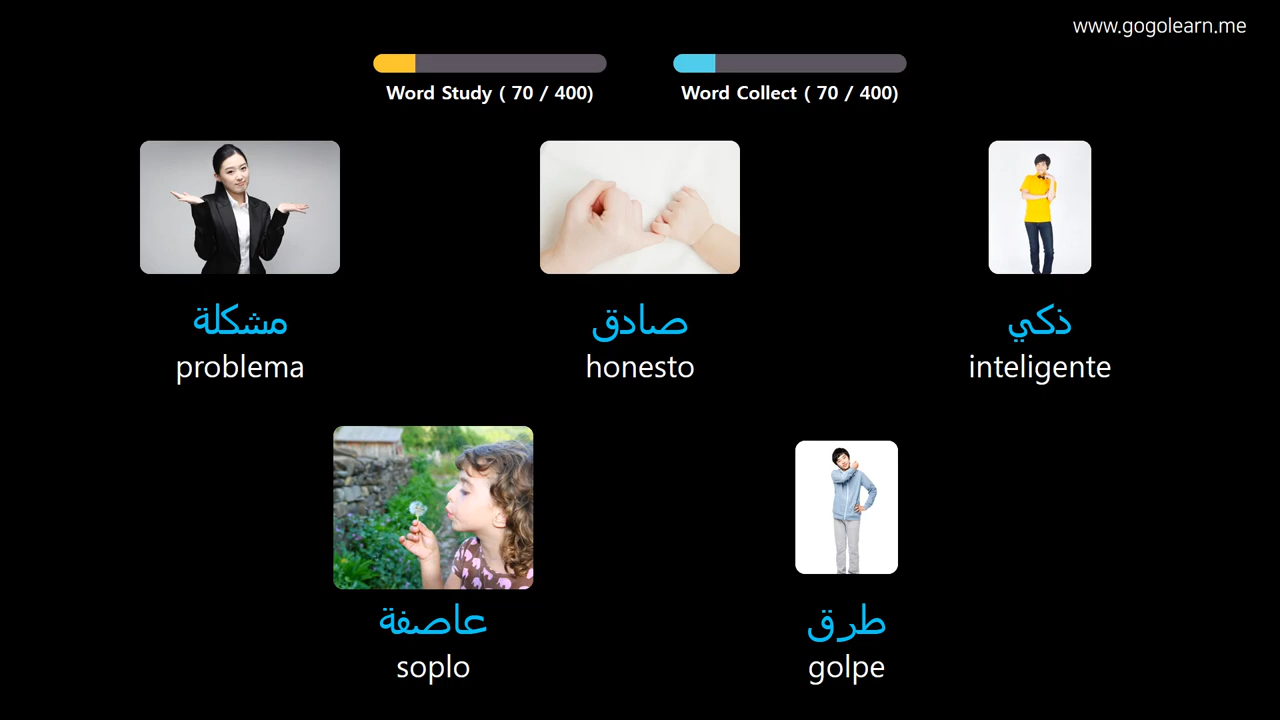 www.gogolearn.me
Word Study ( 70 / 400)
Word Collect ( 70 / 400)
مشكلة
problema
صادق
honesto
ذكي
inteligente
عاصفة
soplo
طرق
golpe